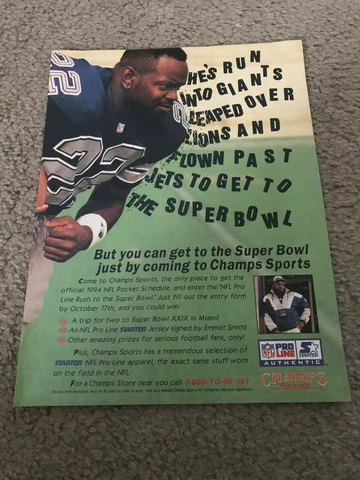 HE'S RUN
INTO GIANTS
LEAPED OVER
LIONS AND
FLOWN PAST
JETS TO GET TO
THE SUPER BOWL
22
22
But you can get to the Super Bowl
just by coming to Champs Sports
Come to Champs Sports, the only place to get the
official 1994 NFL Pocket Schedule, and enter the "NFL Pro
Line Rush to the Super Bowl." Just fill out the entry form
by October 17th, and you could win:
A trip for two to Super Bowl XXIX in Miami!
An NFL Pro Line STARTER Jersey signed by Emmitt Smith!
Other amazing prizes for serious football fans, only!
Plus, Champs Sports has a tremendous selection of
STARTER NFL Pro Line apparel, the exact same stuff worn
on the field in the NFL.
For a Champs Store near you call
NFL PRO LINE STARTER
AUTHENTIC
CHAMPS